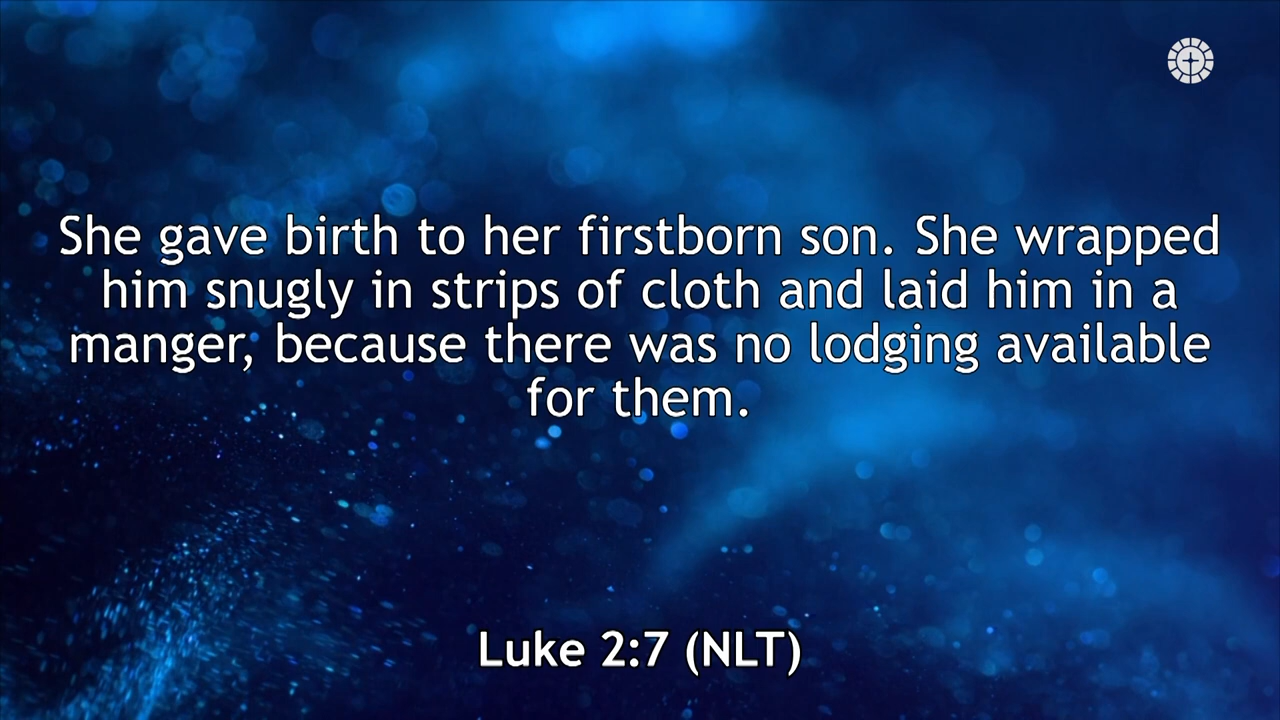 She gave birth to her firstborn son. She wrapped
him snugly in strips of cloth and laid him in a
manger, because there was no lodging available
for them.
Luke 2:7 (NLT)